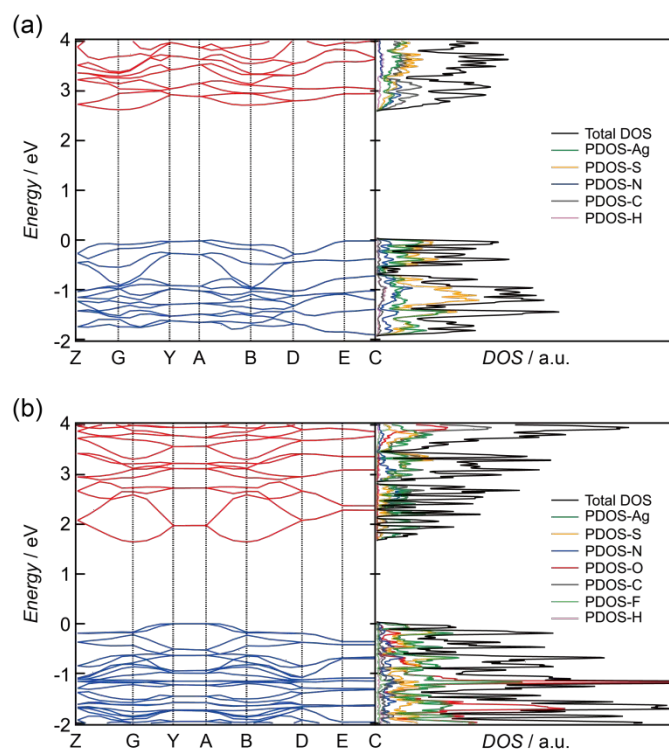 (a)
4
3
2
1
0
-1
-2
Energy / eV
Z G Y A B D E C
DOS / a.u.
Total DOS
PDOS-Ag
PDOS-S
PDOS-N
PDOS-C
PDOS-H
(b)
4
3
2
1
0
-1
-2
Energy / eV
Z G Y A B D E C
DOS / a.u.
Total DOS
PDOS-Ag
PDOS-S
PDOS-N
PDOS-O
PDOS-C
PDOS-F
PDOS-H